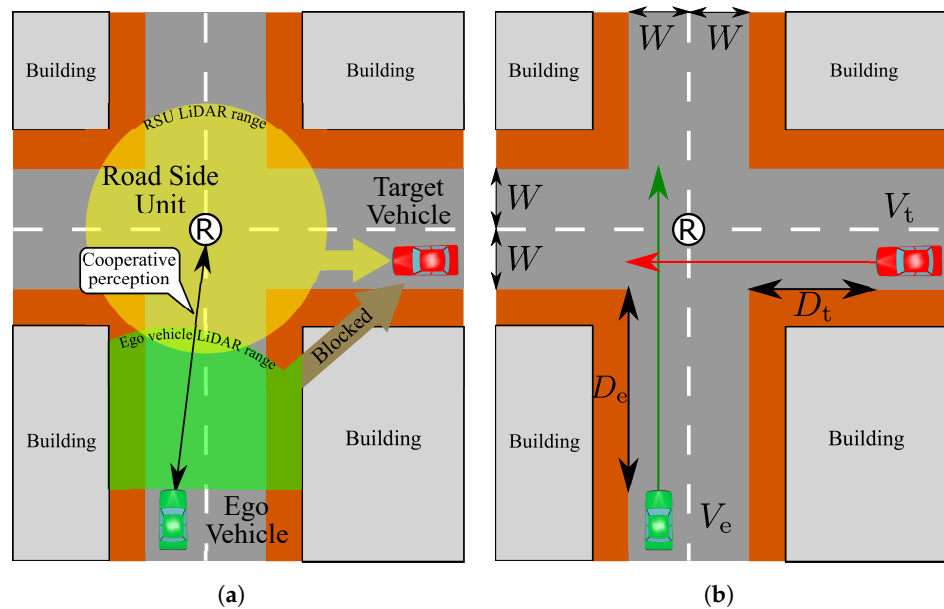 Building
Building
RSU LiDAR range
Road Side
Unit
R
Target
Vehicle
Cooperative
perception
Ego vehicle LiDAR range
Blocked
Building
Building
Ego
Vehicle
(a)
W
W
Building
Building
W
W
R
V_t
D_t
D_e
Building
Building
V_e
(b)